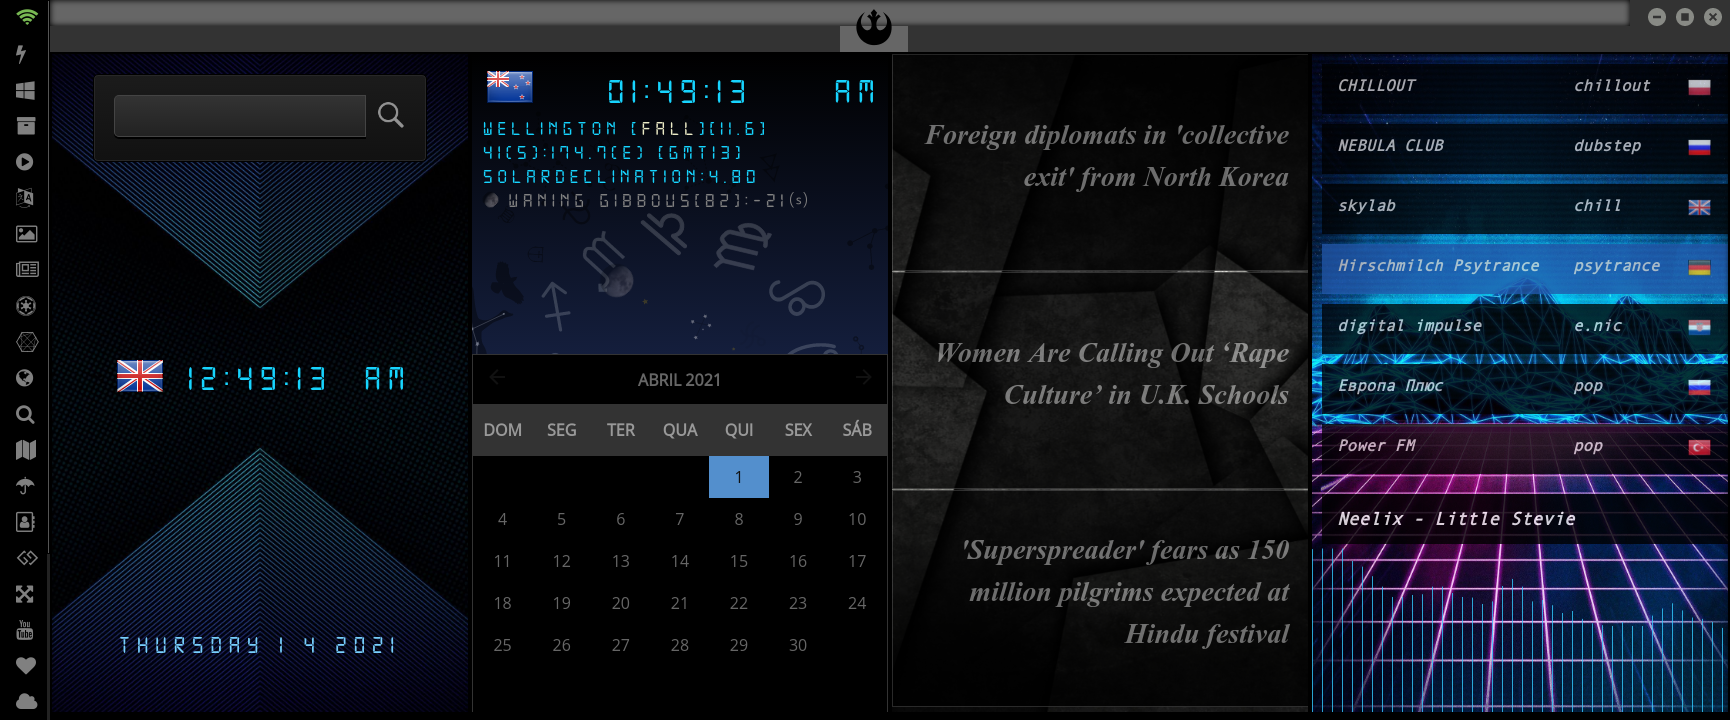 12:49:13 AM
THURSDAY 1 4 2021
01:49:13 AM
WELLINGTON [FALL][11.6]
41(S):174.7(E) [GMT13]
SOLARDECLINATION:4.80
WANING GIBBOUS[82]:-21(s)
ABRIL 2021
DOM SEG TER QUA QUI SEX SÁB
1 2 3
4 5 6 7 8 9 10
11 12 13 14 15 16 17
18 19 20 21 22 23 24
25 26 27 28 29 30
Foreign diplomats in 'collective
exit' from North Korea
Women Are Calling Out ‘Rape
Culture’ in U.K. Schools
'Superspreader' fears as 150
million pilgrims expected at
Hindu festival
CHILLOUT chillout
NEBULA CLUB dubstep
skylab chill
Hirschmilch Psytrance psytrance
digital impulse e.nic
Европа Плюс pop
Power FM pop
Neelix - Little Stevie
You
Tube